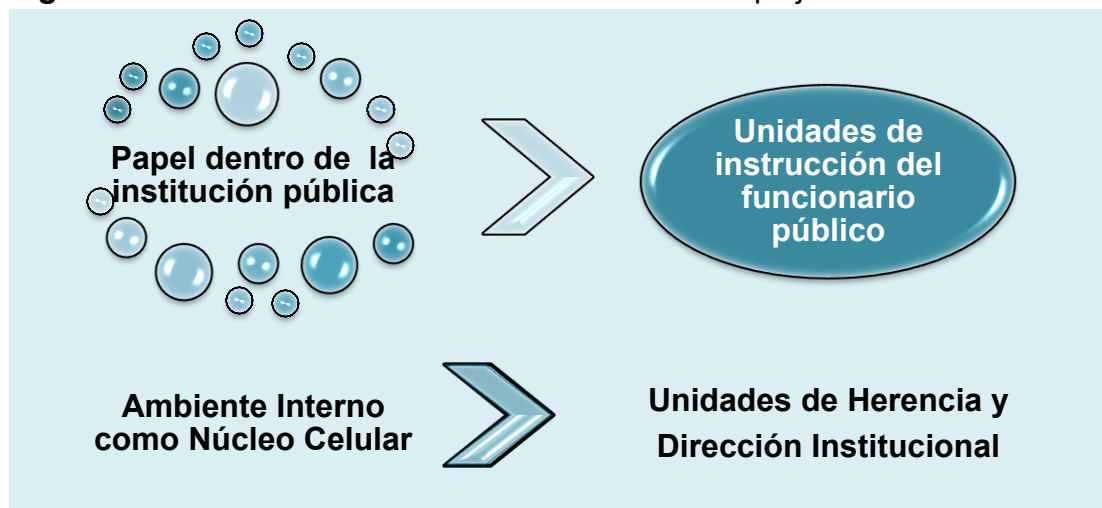 Papel dentro de la
institución pública
Unidades de
instrucción del
funcionario
público
Ambiente Interno
como Núcleo Celular
Unidades de Herencia y
Dirección Institucional